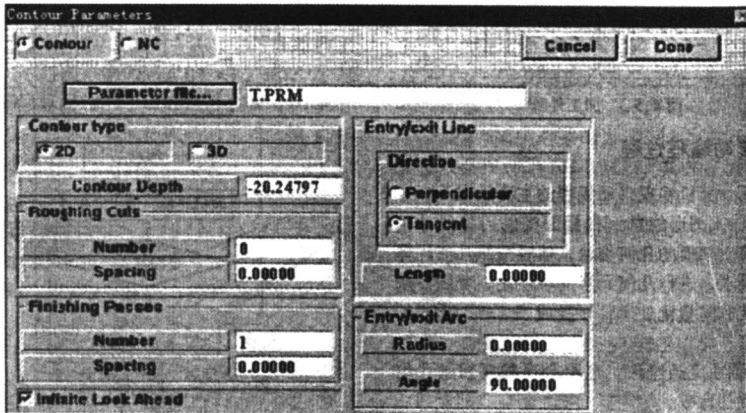 Contour Parameters
Contour NC Cancel Done
Parameter file... T.PRM
Contour type
2D 3D
Contour Depth -20.24797
Roughing Cuts
Number 0
Spacing 0.00000
Finishing Passes
Number 1
Spacing 0.00000
Infinite Look Ahead
Entry/exit Line
Direction
Perpendicular
Tangent
Length 0.00000
Entry/exit Arc
Radius 0.00000
Angle 90.00000